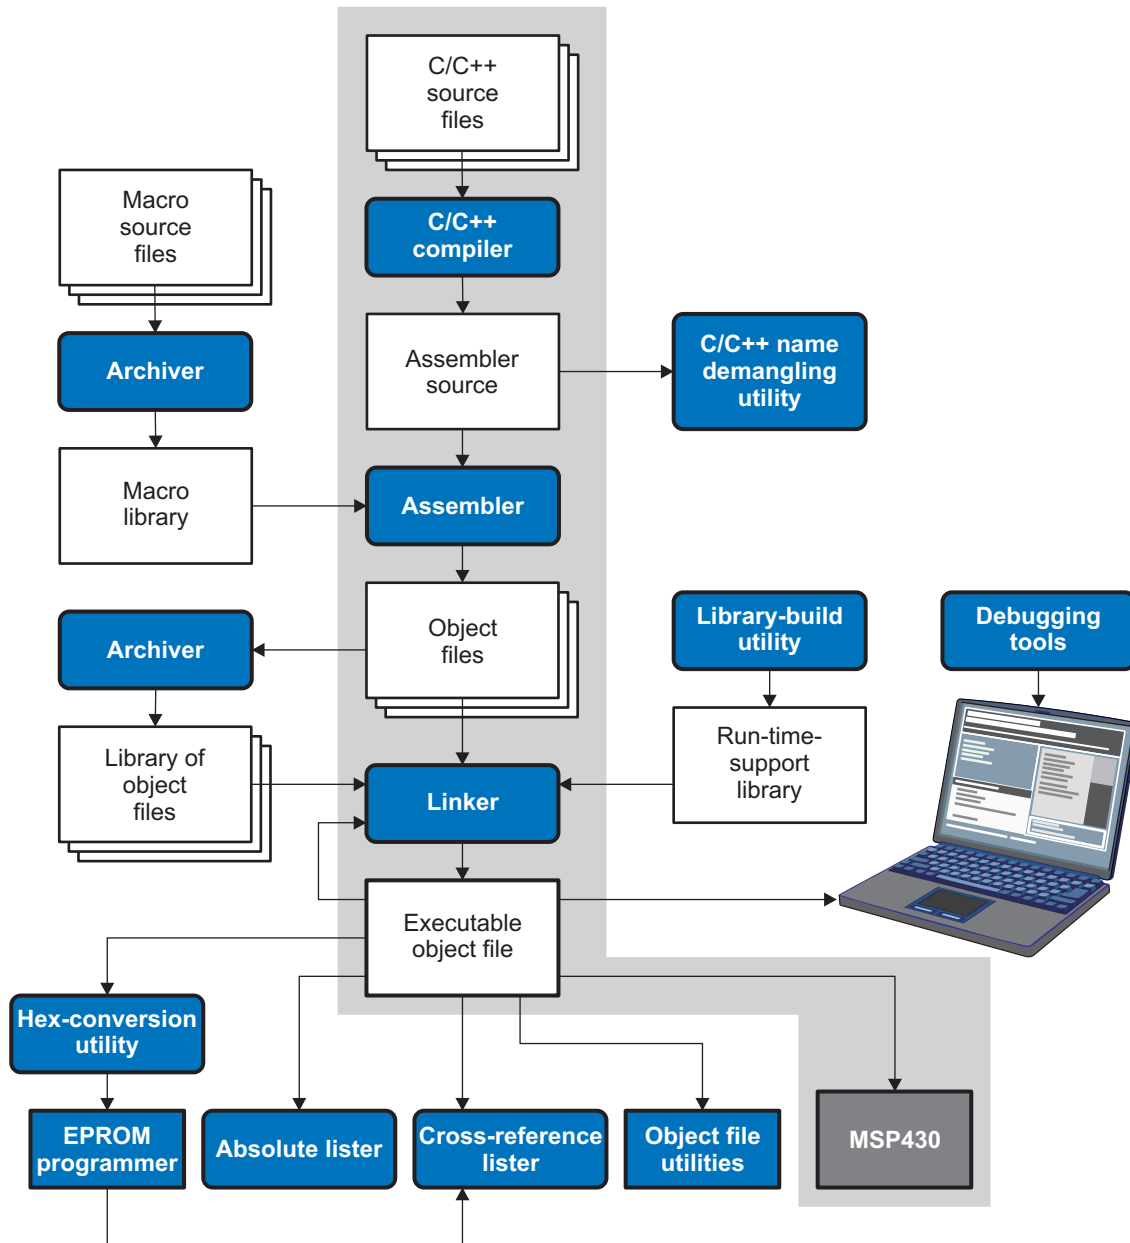 C/C++
source
files
Macro
source
files
C/C++
compiler
Archiver
Assembler
source
C/C++ name
demangling
utility
Macro
library
Assembler
Archiver
Object
files
Library-build
utility
Debugging
tools
Library of
object
files
Linker
Run-time-
support
library
Executable
object file
Hex-conversion
utility
EPROM
programmer
Absolute lister
Cross-reference
lister
Object file
utilities
MSP430